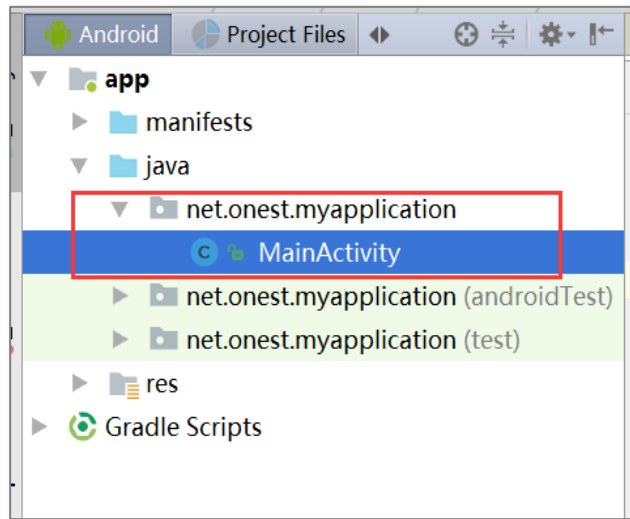 Android Project Files
app
manifests
java
net.onest.myapplication
C MainActivity
net.onest.myapplication (androidTest)
net.onest.myapplication (test)
res
Gradle Scripts